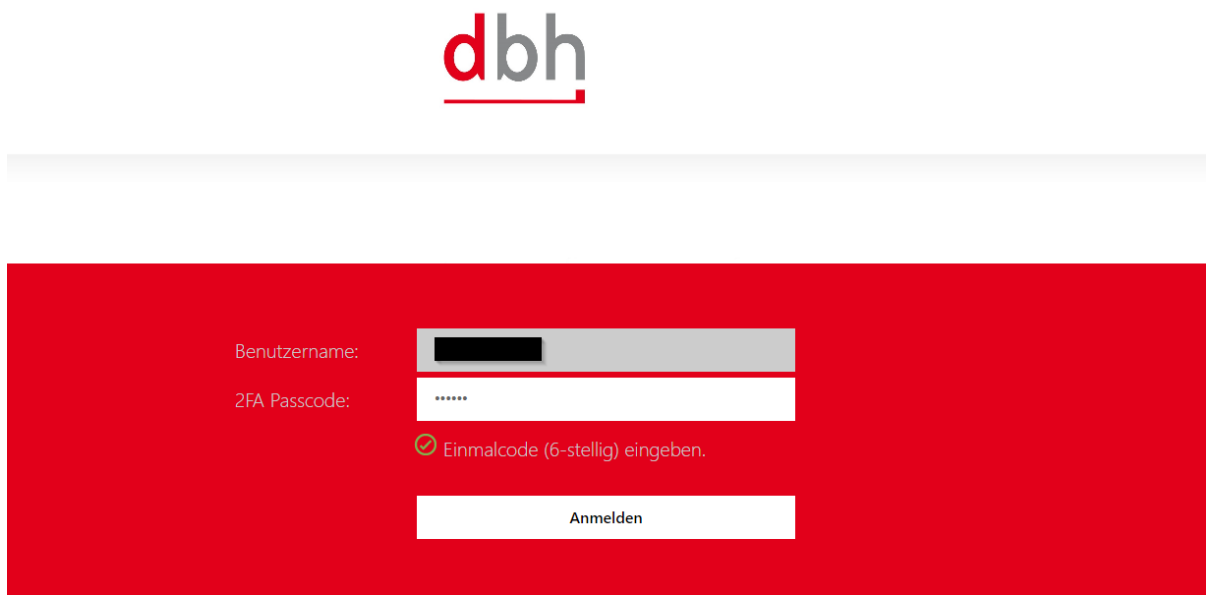 dbh
Benutzername:
2FA Passcode: ••••••
Einmalcode (6-stellig) eingeben.
Anmelden